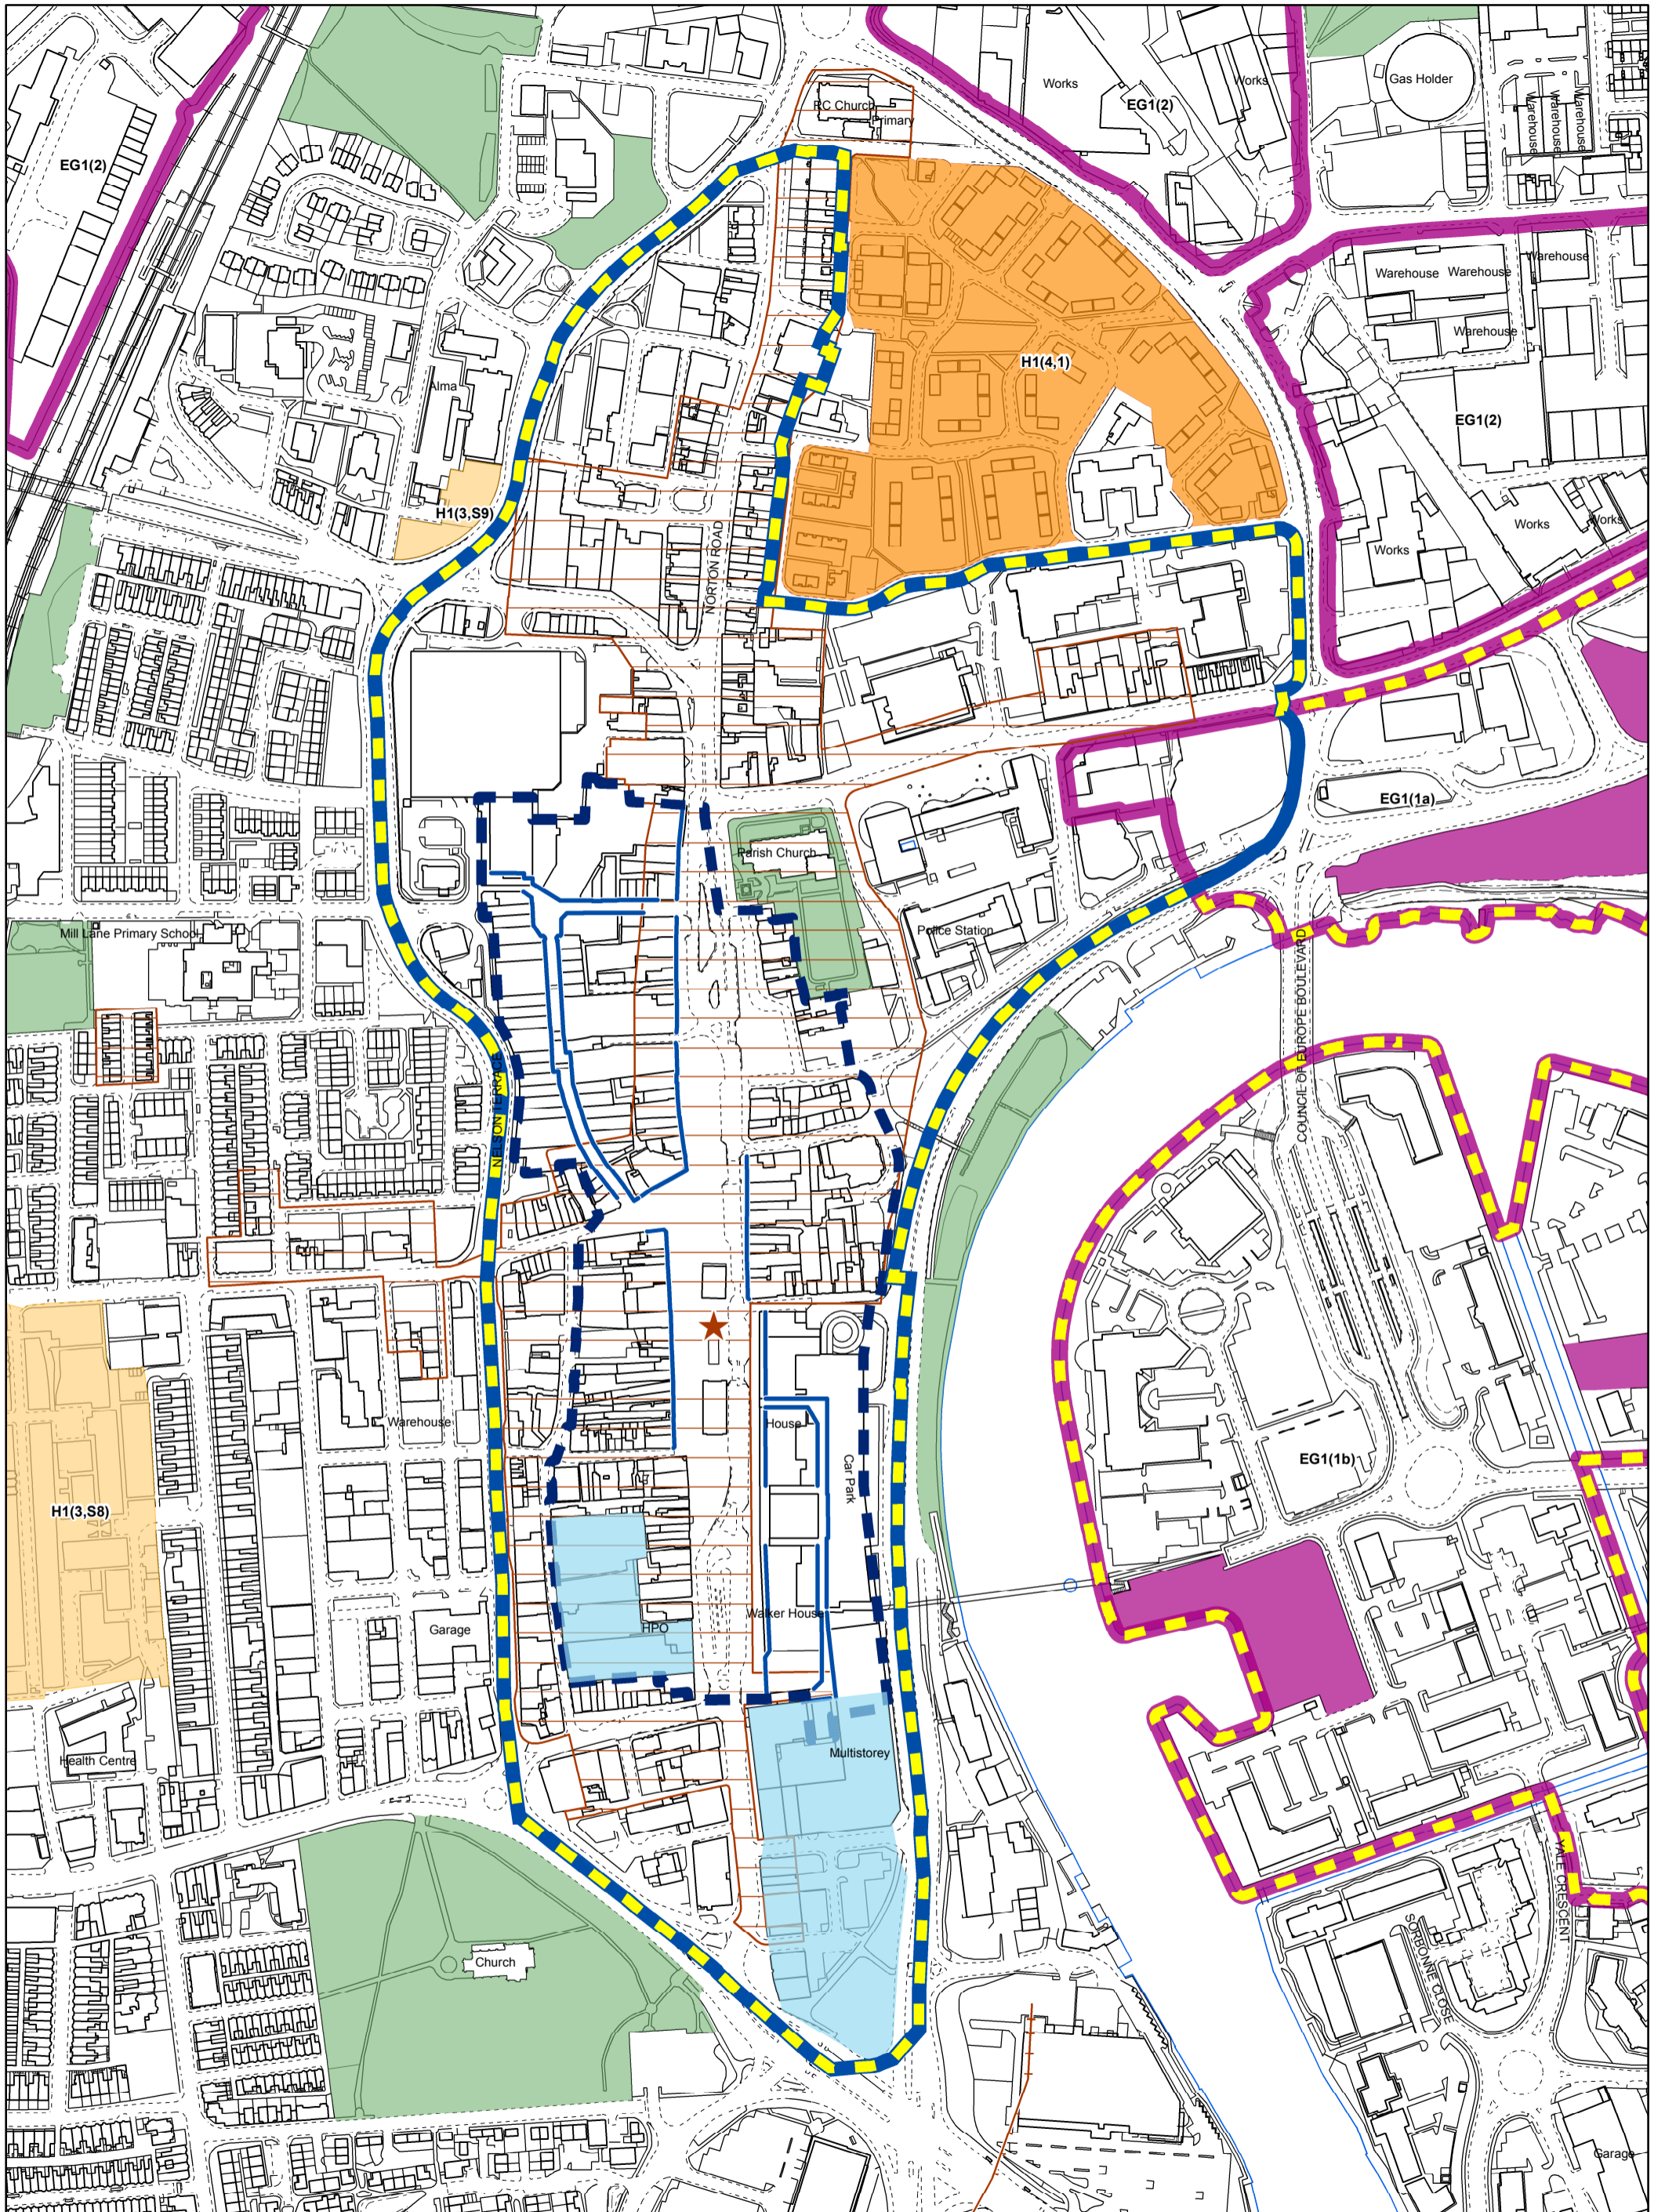 Works
Works
Gas Holder
EG1(2)
RC Church
Primary
Warehouse
Warehouse
Warehouse
EG1(2)
Warehouse
Warehouse
Warehouse
Warehouse
H1(4,1)
Alma
EG1(2)
H1(3,S9)
Works
Works
Works
NORTON ROAD
EG1(1a)
Parish Church
Mill Lane Primary School
Police Station
COUNCIL OF EUROPE BOULEVARD
NELSON TERRACE
Warehouse
House
Car Park
EG1(1b)
H1(3,S8)
Walker House
Garage
HPO
Health Centre
Multistorey
YALE CRESCENT
SORBONNE CLOSE
Church
Garage